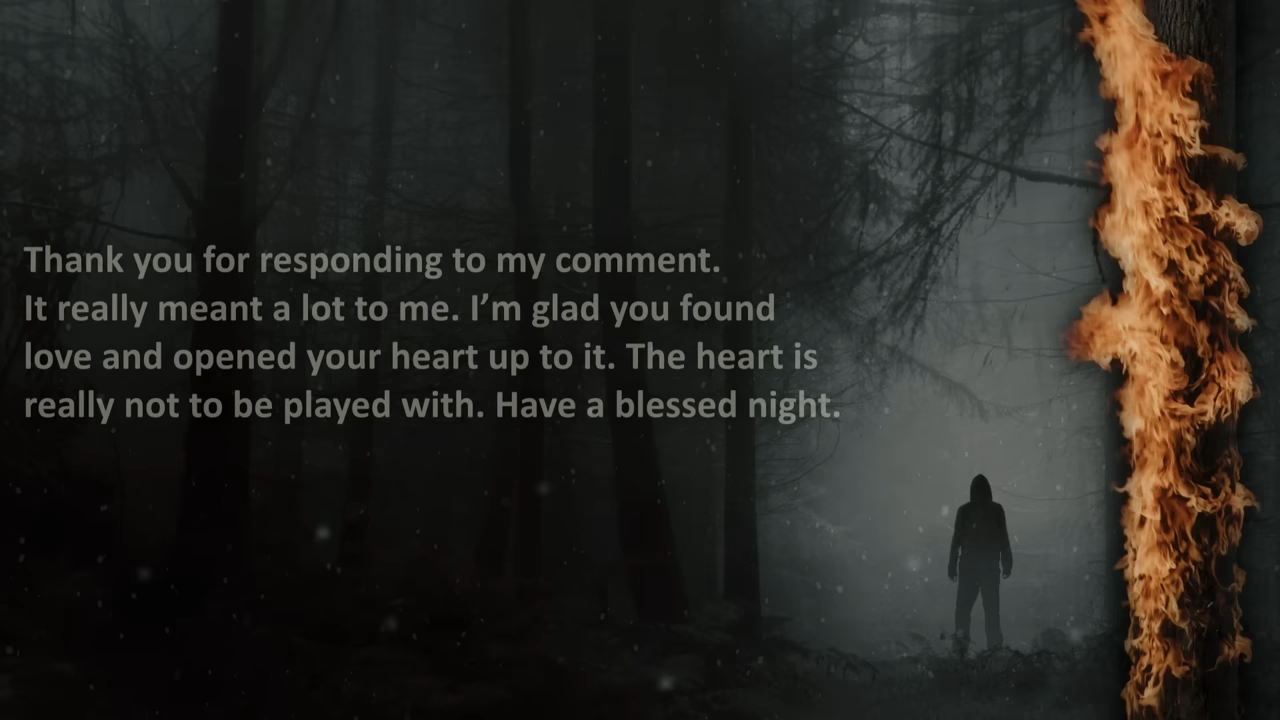 Thank you for responding to my comment.
It really meant a lot to me. I’m glad you found
love and opened your heart up to it. The heart is
really not to be played with. Have a blessed night.